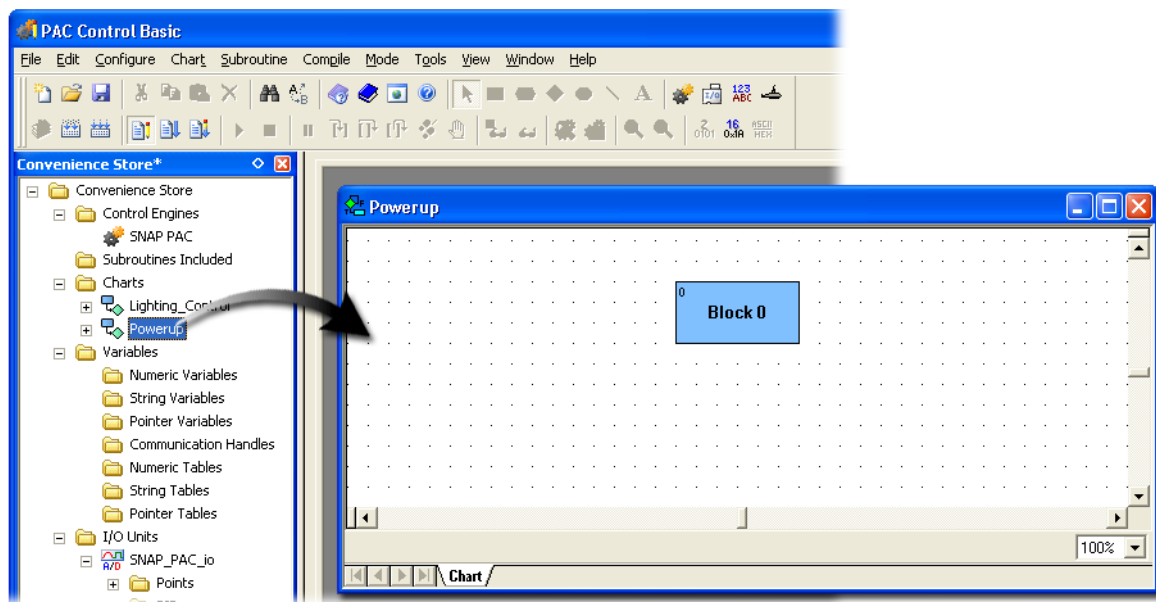 PAC Control Basic
File Edit Configure Chart Subroutine Compile Mode Tools View Window Help
123
ABC
16
0x1A
ASCII
HEX
Convenience Store*
Convenience Store
Control Engines
SNAP PAC
Subroutines Included
Charts
Lighting_Control
Powerup
Variables
Numeric Variables
String Variables
Pointer Variables
Communication Handles
Numeric Tables
String Tables
Pointer Tables
I/O Units
A/D
SNAP_PAC_io
Points
Powerup
0
Block 0
100%
Chart